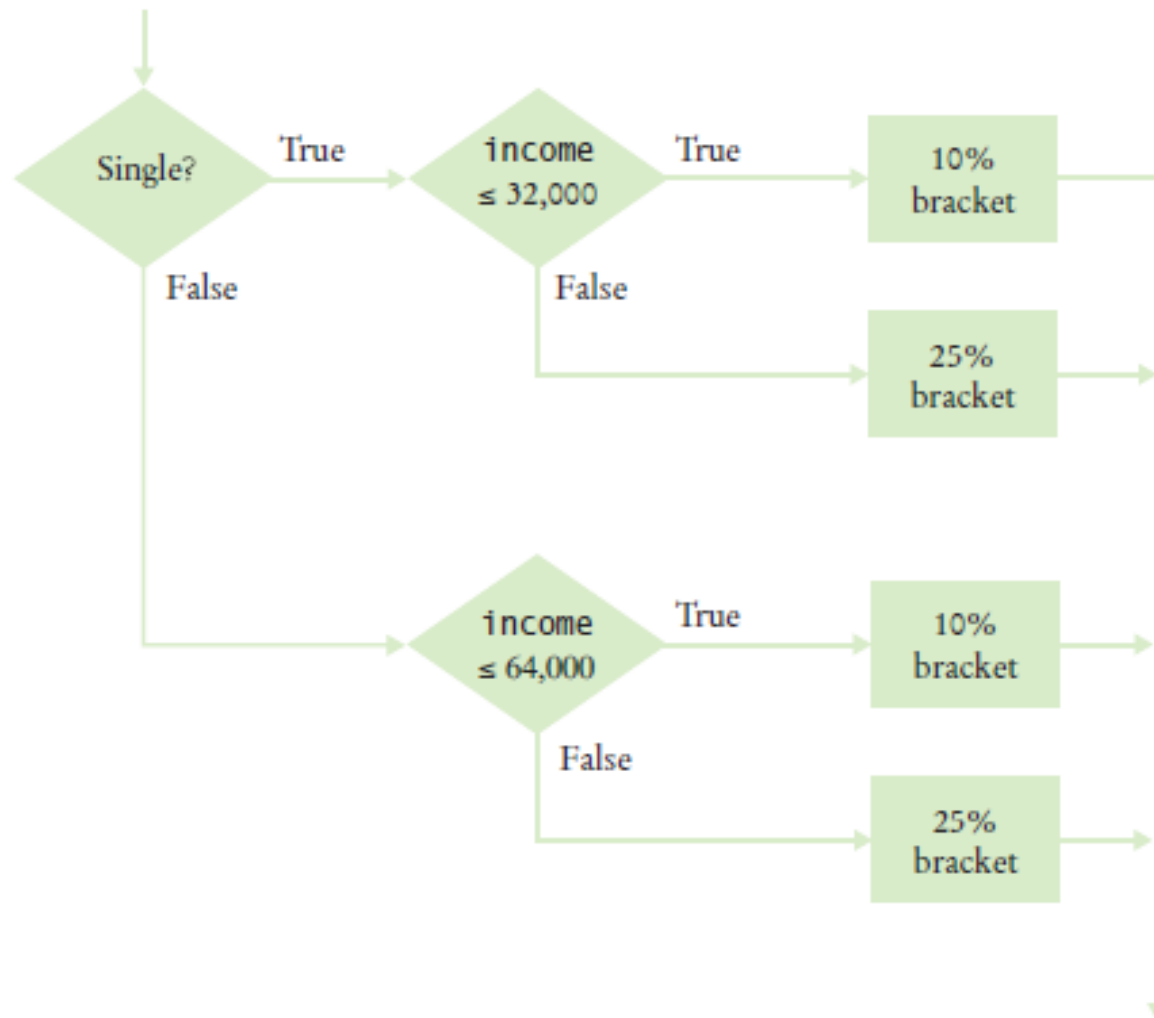 Single?
True
income
≤ 32,000
True
10%
bracket
False
False
25%
bracket
income
≤ 64,000
True
10%
bracket
False
25%
bracket